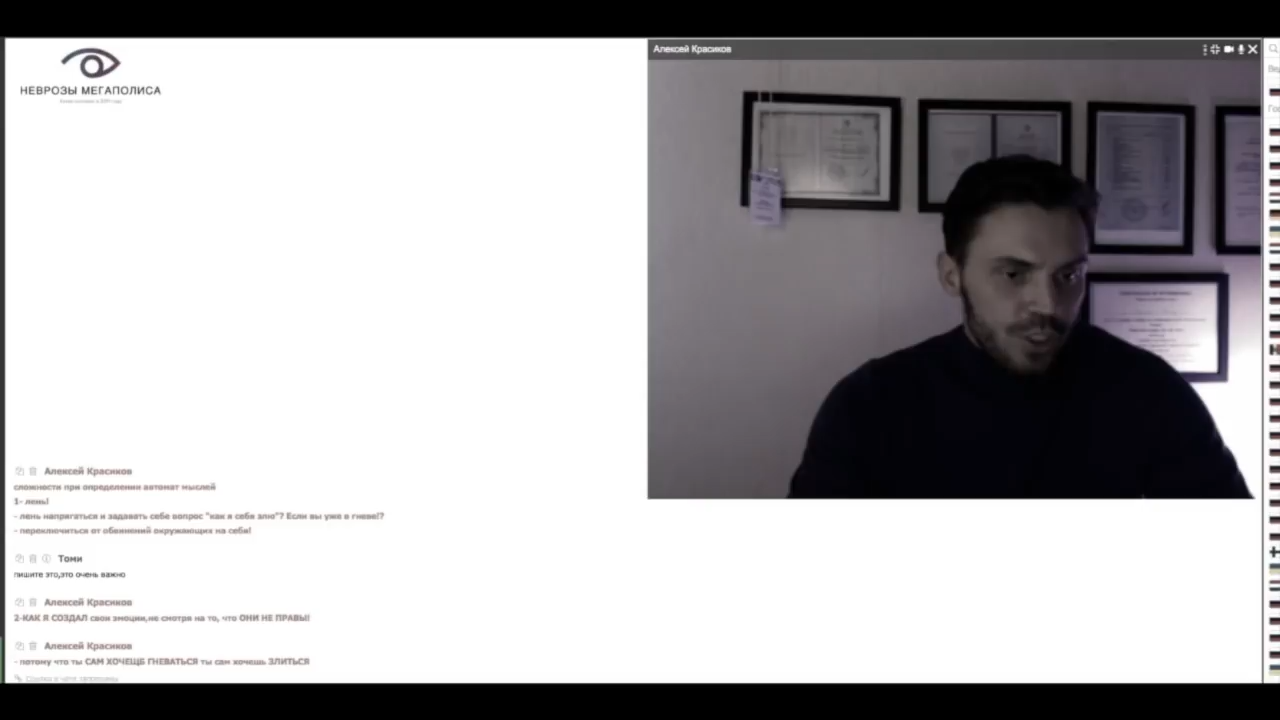 НЕВРОЗЫ МЕГАПОЛИСА
Алексей Красиков
Алексей Красиков
сложности при определении автомат мыслей
1- лень!
- лень напрягаться и задавать себе вопрос "как я себя злю"? Если вы уже в гневе!?
- переключиться от обвинений окружающих на себя!
Томи
пишите это,это очень важно
Алексей Красиков
2-КАК Я СОЗДАЛ свои эмоции,не смотря на то, что ОНИ НЕ ПРАВЫ!
Алексей Красиков
- потому что ты САМ ХОЧЕЩБ ГНЕВАТЬСЯ ты сам хочешь ЗЛИТЬСЯ
Ссылки в чате запрещены